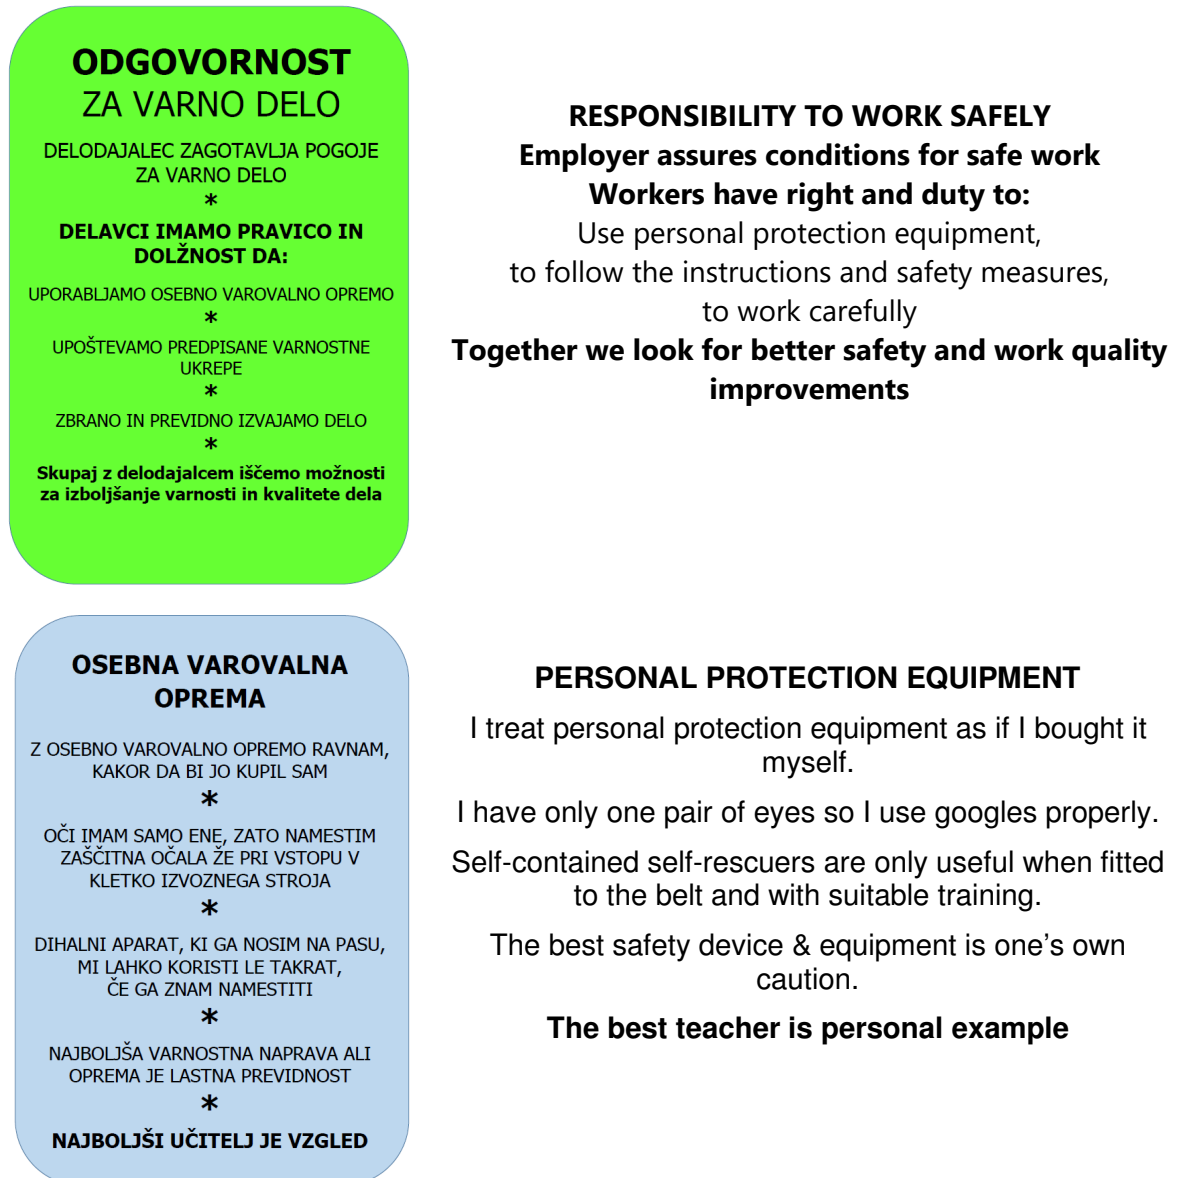 ODGOVORNOST
ZA VARNO DELO
DELODAJALEC ZAGOTAVLJA POGOJE
ZA VARNO DELO
*
DELAVCI IMAMO PRAVICO IN
DOLŽNOST DA:
UPORABLJAMO OSEBNO VAROVALNO OPREMO
*
UPOŠTEVAMO PREDPISANE VARNOSTNE
UKREPE
*
ZBRANO IN PREVIDNO IZVAJAMO DELO
*
Skupaj z delodajalcem iščemo možnosti
za izboljšanje varnosti in kvalitete dela
RESPONSIBILITY TO WORK SAFELY
Employer assures conditions for safe work
Workers have right and duty to:
Use personal protection equipment,
to follow the instructions and safety measures,
to work carefully
Together we look for better safety and work quality
improvements
OSEBNA VAROVALNA
OPREMA
Z OSEBNO VAROVALNO OPREMO RAVNAM,
KAKOR DA BI JO KUPIL SAM
*
OČI IMAM SAMO ENE, ZATO NAMESTIM
ZAŠČITNA OČALA ŽE PRI VSTOPU V
KLETKO IZVOZNEGA STROJA
*
DIHALNI APARAT, KI GA NOSIM NA PASU,
MI LAHKO KORISTI LE TAKRAT,
ČE GA ZNAM NAMESTITI
*
NAJBOLJŠA VARNOSTNA NAPRAVA ALI
OPREMA JE LASTNA PREVIDNOST
*
NAJBOLJŠI UČITELJ JE VZGLED
PERSONAL PROTECTION EQUIPMENT
I treat personal protection equipment as if I bought it
myself.
I have only one pair of eyes so I use googles properly.
Self-contained self-rescuers are only useful when fitted
to the belt and with suitable training.
The best safety device & equipment is one’s own
caution.
The best teacher is personal example